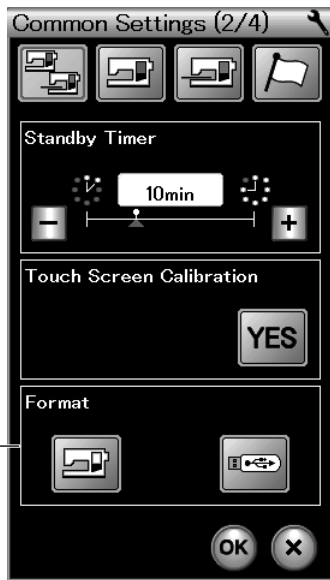 Common Settings (2/4)
Standby Timer
10min
Touch Screen Calibration
YES
Format
OK